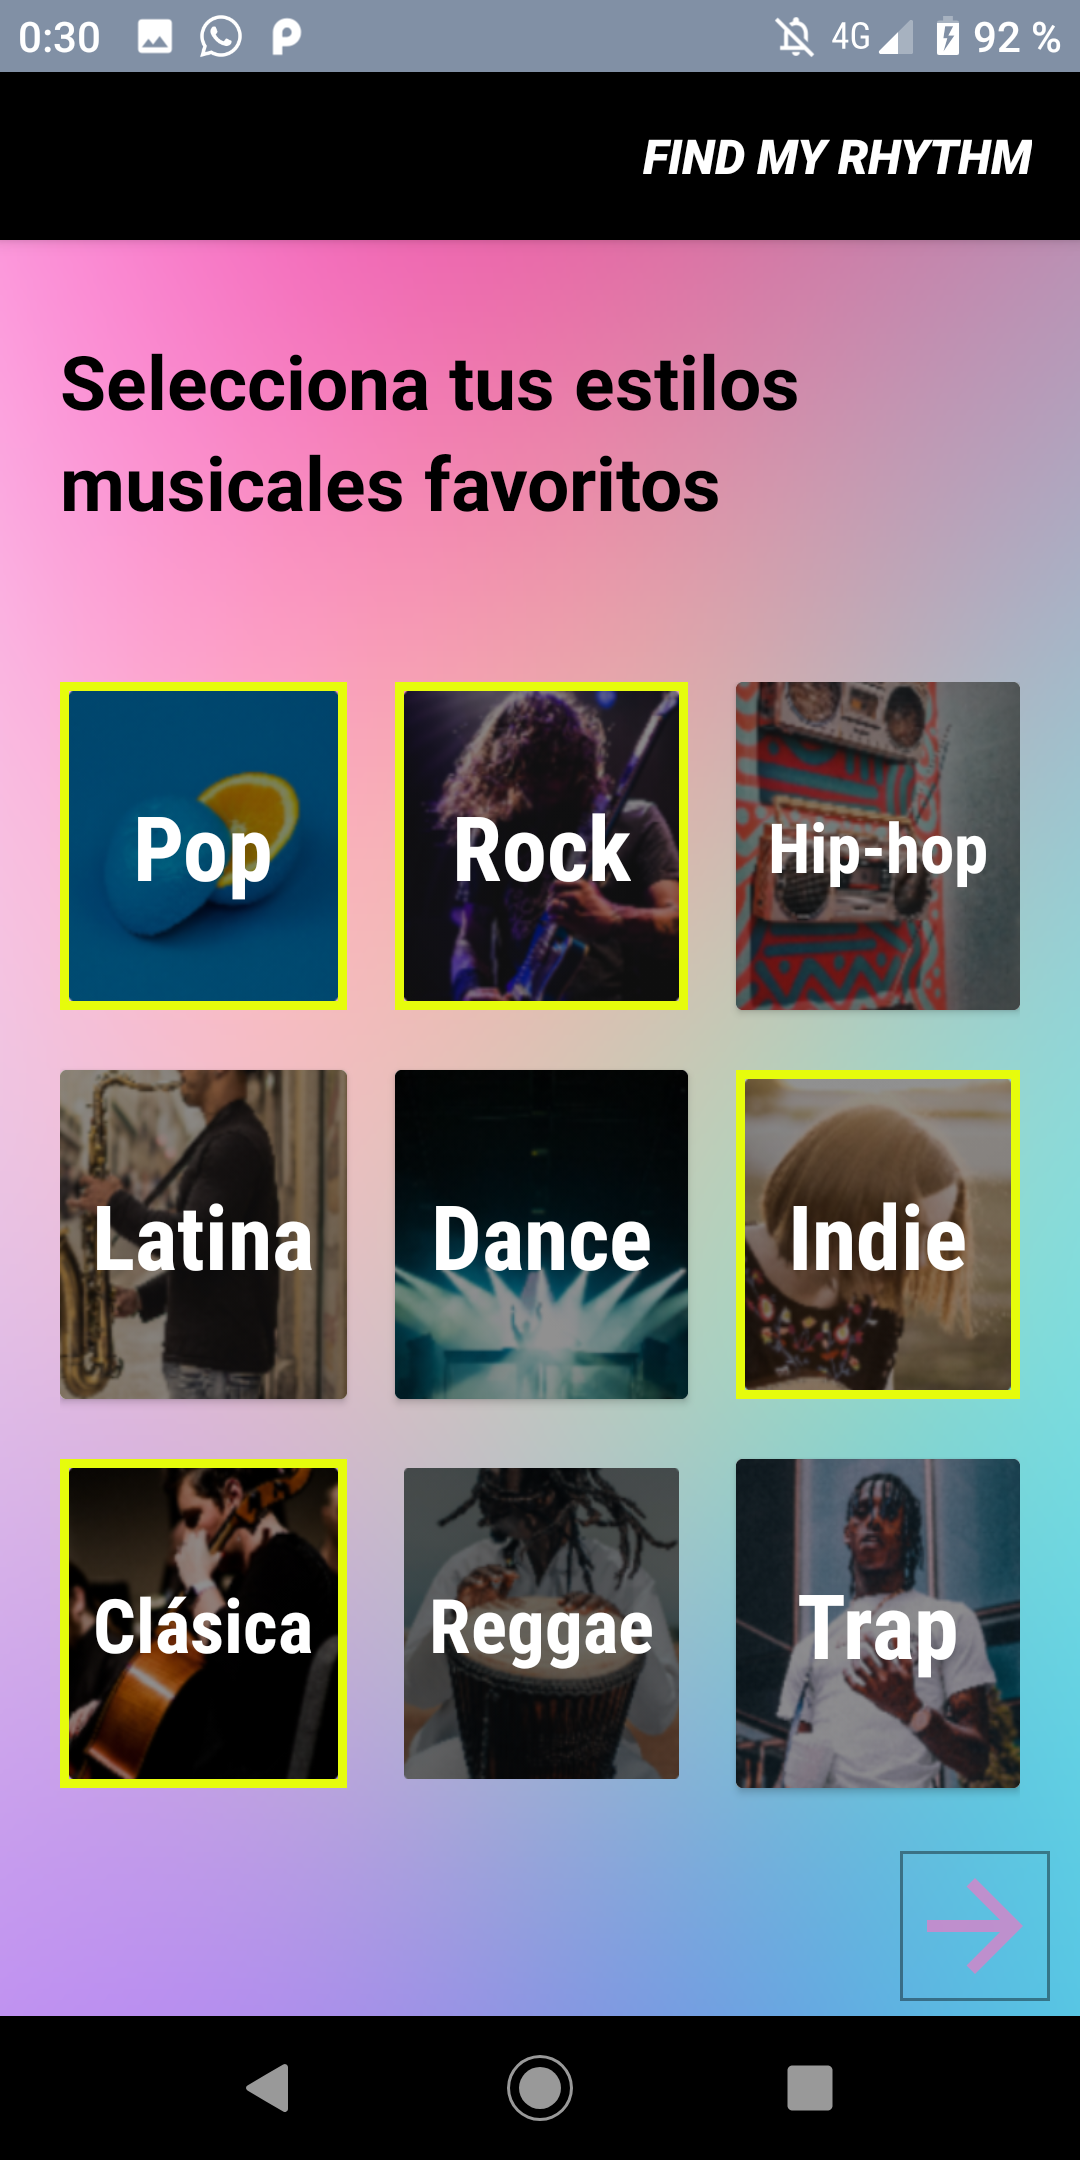 0:30 4G 92 %
FIND MY RHYTHM
Selecciona tus estilos
musicales favoritos
Pop Rock Hip-hop
Latina Dance Indie
Clásica Reggae Trap